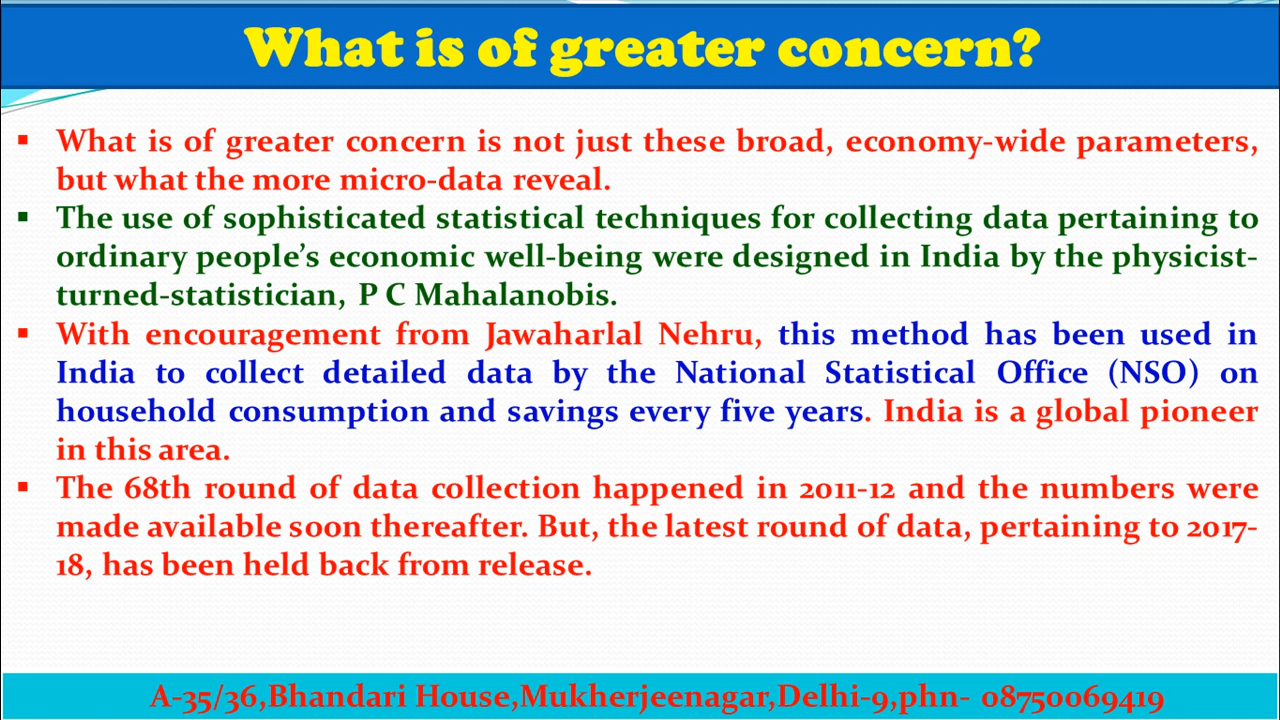 What is of greater concern?
▪ What is of greater concern is not just these broad, economy-wide parameters,
but what the more micro-data reveal.
▪ The use of sophisticated statistical techniques for collecting data pertaining to
ordinary people's economic well-being were designed in India by the physicist-
turned-statistician, P C Mahalanobis.
▪ With encouragement from Jawaharlal Nehru, this method has been used in
India to collect detailed data by the National Statistical Office (NSO) on
household consumption and savings every five years. India is a global pioneer
in this area.
▪ The 68th round of data collection happened in 2011-12 and the numbers were
made available soon thereafter. But, the latest round of data, pertaining to 2017-
18, has been held back from release.
A-35/36,Bhandari House,Mukherjeenagar,Delhi-9,phn- 08750069419